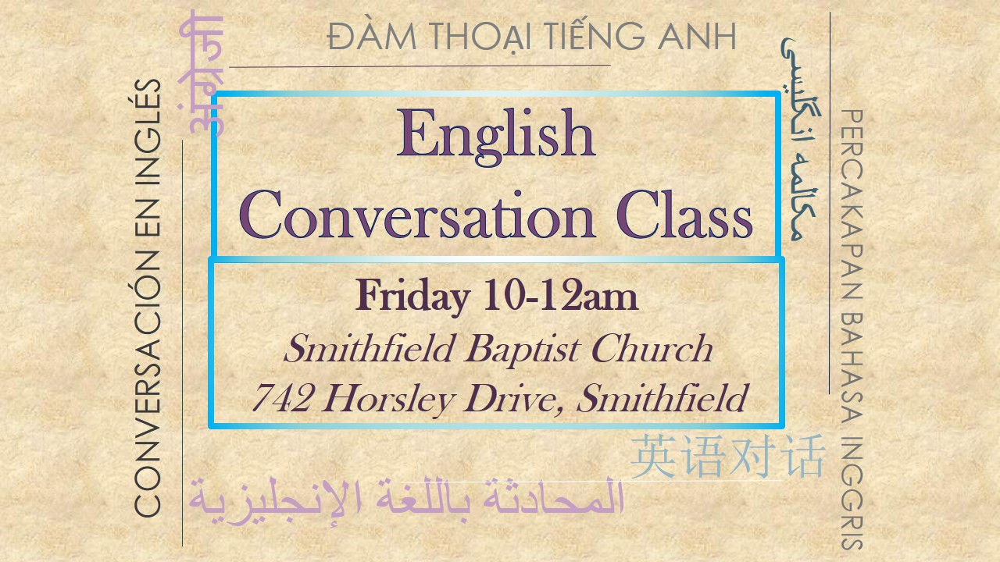 ĐÀM THOẠI TIẾNG ANH
अंग्रेजी
CONVERSACIÓN EN INGLÉS
English
Conversation Class
Friday 10-12am
Smithfield Baptist Church
742 Horsley Drive, Smithfield
مکالمه انگلیسی
PERCAKAPAN BAHASA INGGRIS
英语对话
المحادثة باللغة الإنجليزية